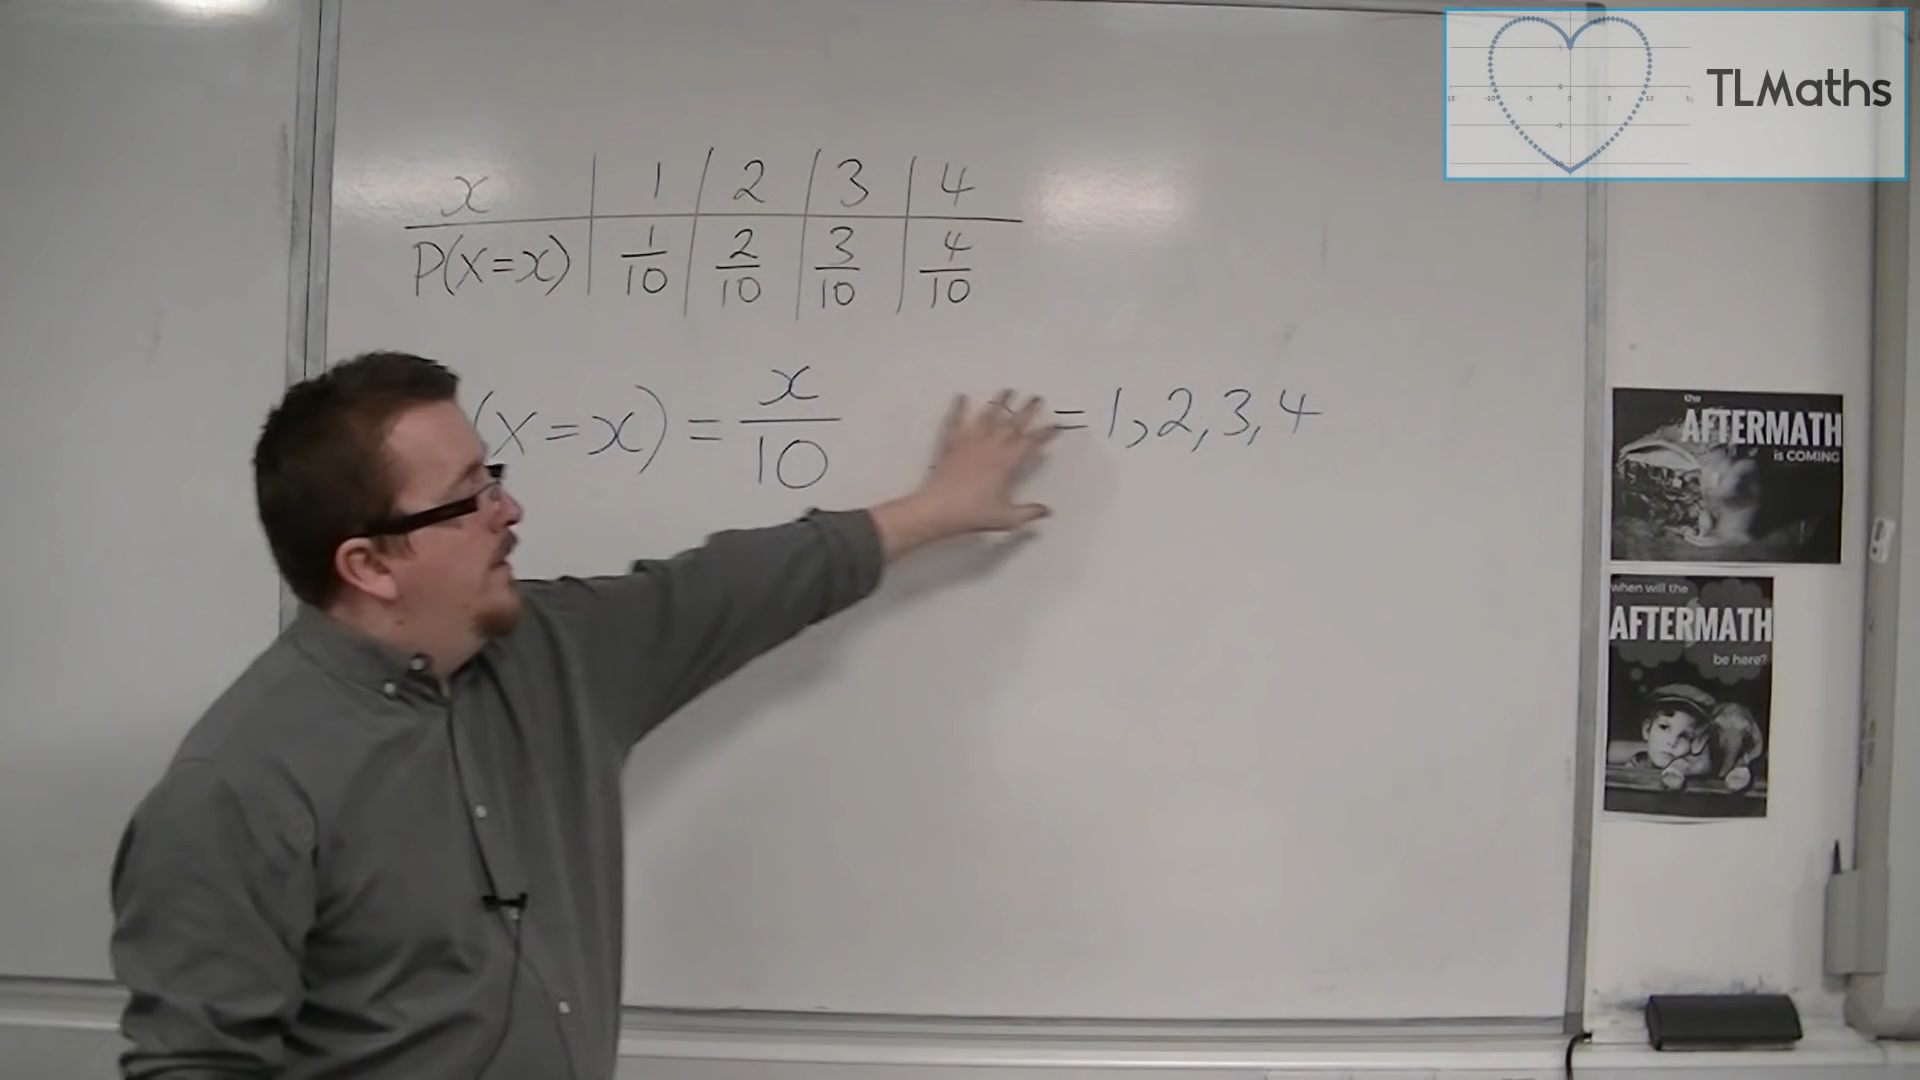 TLMaths
x | 1 | 2 | 3 | 4
P(X=x) | 1/10 | 2/10 | 3/10 | 4/10
(X=x) = x/10    = 1, 2, 3, 4
the
AFTERMATH
is COMING
when will the
AFTERMATH
be here?